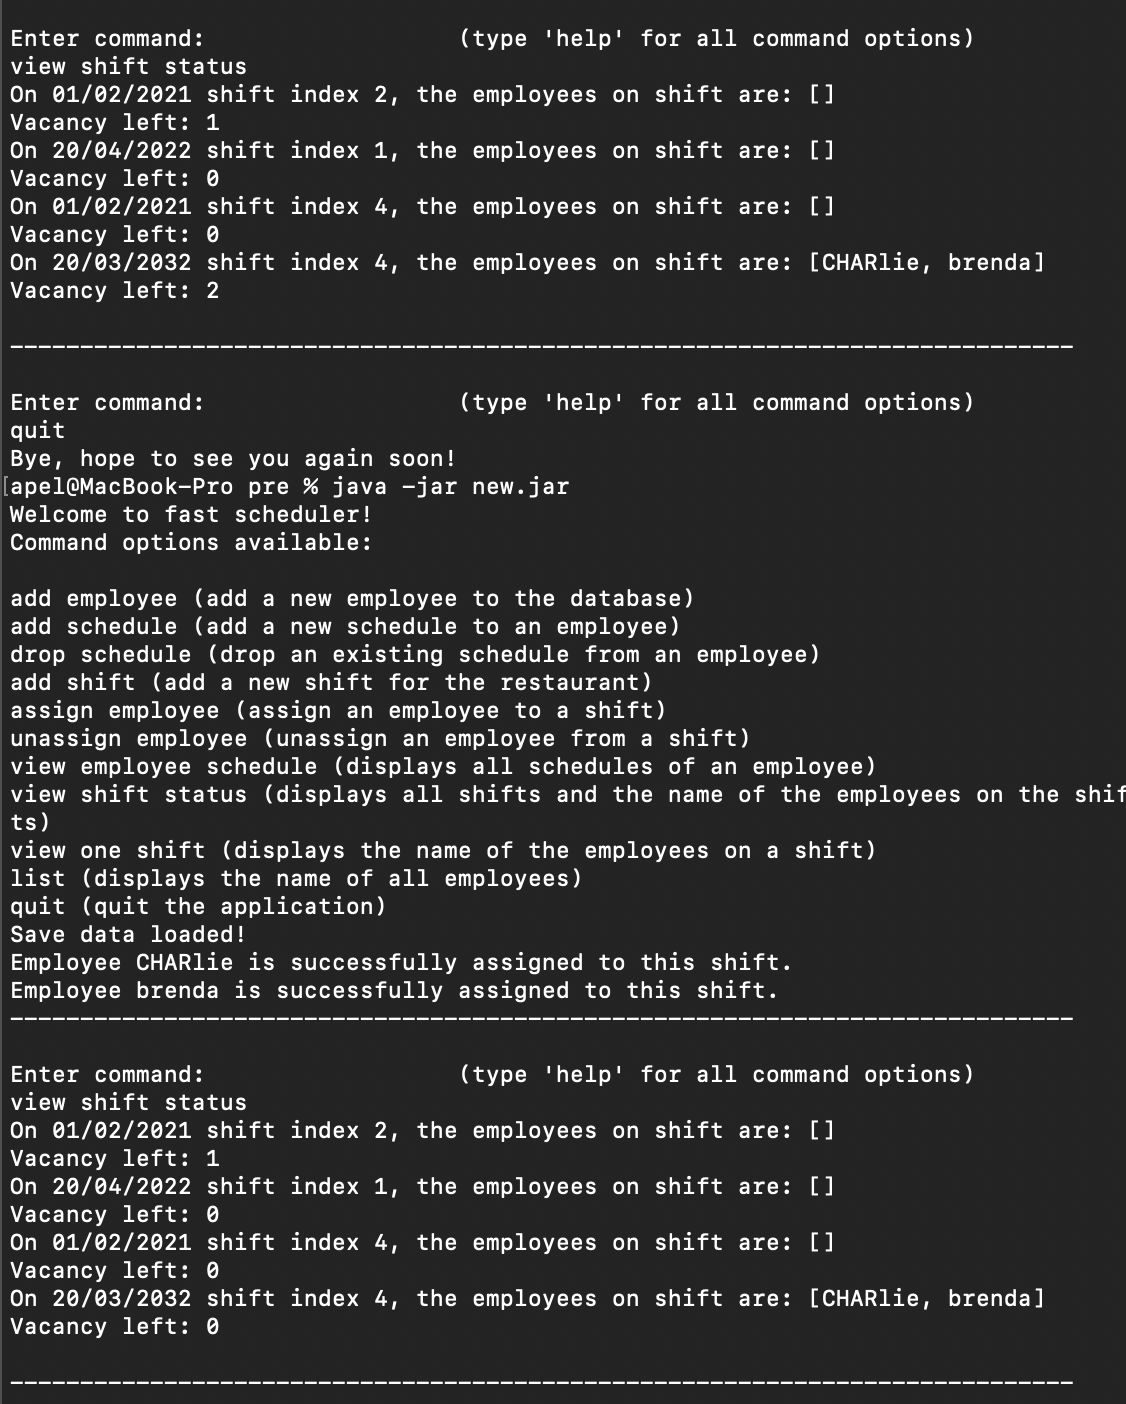 Enter command:                  (type 'help' for all command options)
view shift status
On 01/02/2021 shift index 2, the employees on shift are: []
Vacancy left: 1
On 20/04/2022 shift index 1, the employees on shift are: []
Vacancy left: 0
On 01/02/2021 shift index 4, the employees on shift are: []
Vacancy left: 0
On 20/03/2032 shift index 4, the employees on shift are: [CHARlie, brenda]
Vacancy left: 2
____________________________________________________________________________
Enter command:                  (type 'help' for all command options)
quit
Bye, hope to see you again soon!
[apel@MacBook-Pro pre % java -jar new.jar
Welcome to fast scheduler!
Command options available:
add employee (add a new employee to the database)
add schedule (add a new schedule to an employee)
drop schedule (drop an existing schedule from an employee)
add shift (add a new shift for the restaurant)
assign employee (assign an employee to a shift)
unassign employee (unassign an employee from a shift)
view employee schedule (displays all schedules of an employee)
view shift status (displays all shifts and the name of the employees on the shif
ts)
view one shift (displays the name of the employees on a shift)
list (displays the name of all employees)
quit (quit the application)
Save data loaded!
Employee CHARlie is successfully assigned to this shift.
Employee brenda is successfully assigned to this shift.
____________________________________________________________________________
Enter command:                  (type 'help' for all command options)
view shift status
On 01/02/2021 shift index 2, the employees on shift are: []
Vacancy left: 1
On 20/04/2022 shift index 1, the employees on shift are: []
Vacancy left: 0
On 01/02/2021 shift index 4, the employees on shift are: []
Vacancy left: 0
On 20/03/2032 shift index 4, the employees on shift are: [CHARlie, brenda]
Vacancy left: 0
____________________________________________________________________________